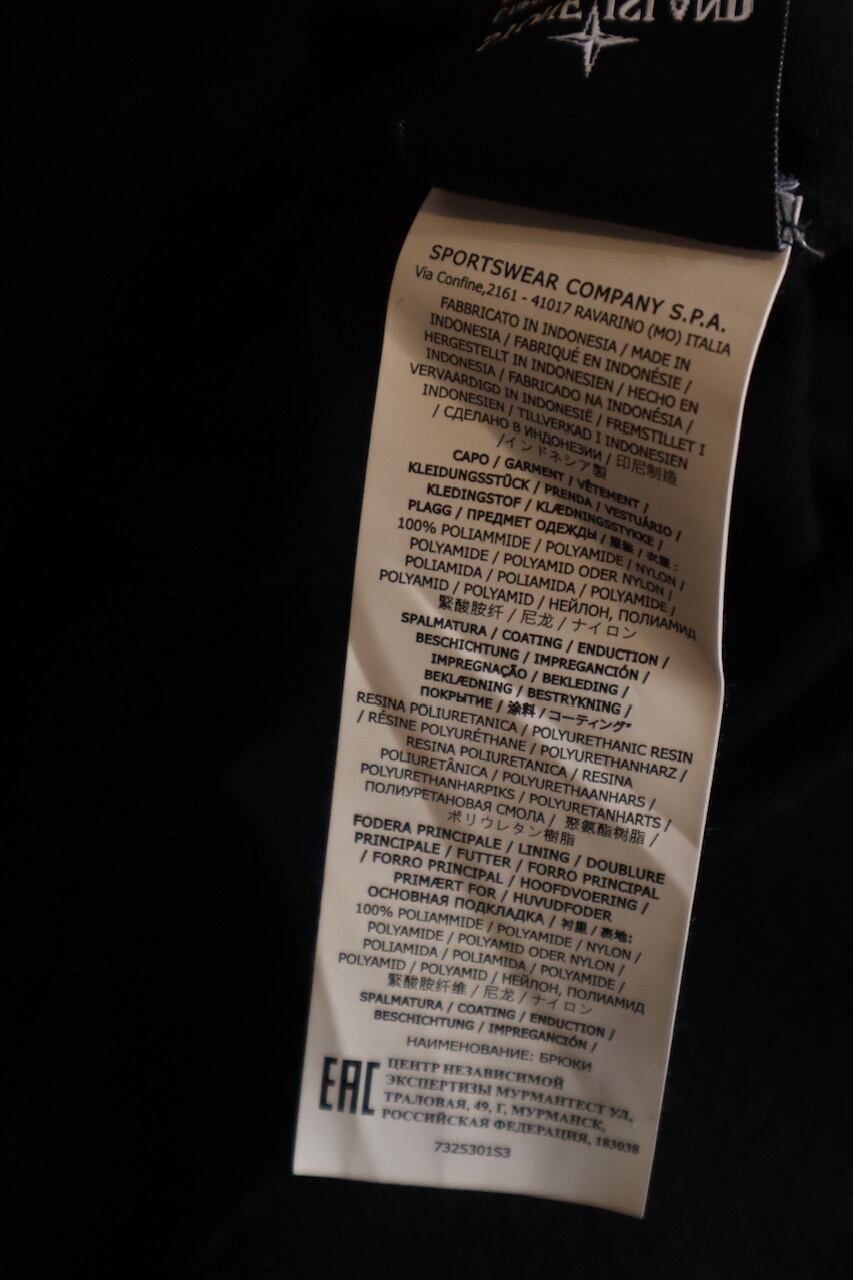 STONE ISLAND
SPORTSWEAR COMPANY S.P.A.
Via Confine,2161 - 41017 RAVARINO (MO) ITALIA
FABBRICATO IN INDONESIA / MADE IN
INDONESIA / FABRIQUÉ EN INDONÉSIE /
HERGESTELLT IN INDONESIEN / HECHO EN
INDONESIA / FABRICADO NA INDONÉSIA /
VERVAARDIGD IN INDONESIË / FREMSTILLET I
INDONESIEN / TILLVERKAD I INDONESIEN
/ СДЕЛАНО В ИНДОНЕЗИИ / 印尼制造
/インドネシア製
CAPO / GARMENT / VÊTEMENT /
KLEIDUNGSSTÜCK / PRENDA / VESTUÁRIO /
KLEDINGSTOF / KLÆDNINGSSTYKKE /
PLAGG / ПРЕДМЕТ ОДЕЖДЫ / 服装 / 衣服 :
100% POLIAMMIDE / POLYAMIDE / NYLON /
POLYAMIDE / POLYAMID ODER NYLON /
POLIAMIDA / POLIAMIDA / POLYAMIDE /
POLYAMID / POLYAMID / НЕЙЛОН, ПОЛИАМИД
緊酸胺纤 / 尼龙 / ナイロン
SPALMATURA / COATING / ENDUCTION /
BESCHICHTUNG / IMPREGANCIÓN /
IMPREGNAÇÃO / BEKLEDING /
BEKLÆDNING / BESTRYKNING /
ПОКРЫТИЕ / 涂料 / コーティング"
RESINA POLIURETANICA / POLYURETHANIC RESIN
/ RÉSINE POLYURÉTHANE / POLYURETHANHARZ /
RESINA POLIURETANICA / RESINA
POLIURETÂNICA / POLYURETHAANHARS /
POLYURETHANHARPIKS / POLYURETANHARTS /
ПОЛИУРЕТАНОВАЯ СМОЛА / 聚氨酯树脂 /
ポリウレタン樹脂
FODERA PRINCIPALE / LINING / DOUBLURE
PRINCIPALE / FUTTER / FORRO PRINCIPAL
/ FORRO PRINCIPAL / HOOFDVOERING /
PRIMÆRT FOR / HUVUDFODER
ОСНОВНАЯ ПОДКЛАДКА / 衬里 / 裏地:
100% POLIAMMIDE / POLYAMIDE / NYLON /
POLYAMIDE / POLYAMID ODER NYLON /
POLIAMIDA / POLIAMIDA / POLYAMIDE /
POLYAMID / POLYAMID / НЕЙЛОН, ПОЛИАМИД
緊酸胺纤维 / 尼龙 / ナイロン
SPALMATURA / COATING / ENDUCTION /
BESCHICHTUNG / IMPREGANCIÓN /
НАИМЕНОВАНИЕ: БРЮКИ
EAC
ЦЕНТР НЕЗАВИСИМОЙ
ЭКСПЕРТИЗЫ МУРМАНТЕСТ УЛ,
ТРАЛОВАЯ, 49, Г, МУРМАНСК,
РОССИЙСКАЯ ФЕДЕРАЦИЯ, 183038
7325301S3